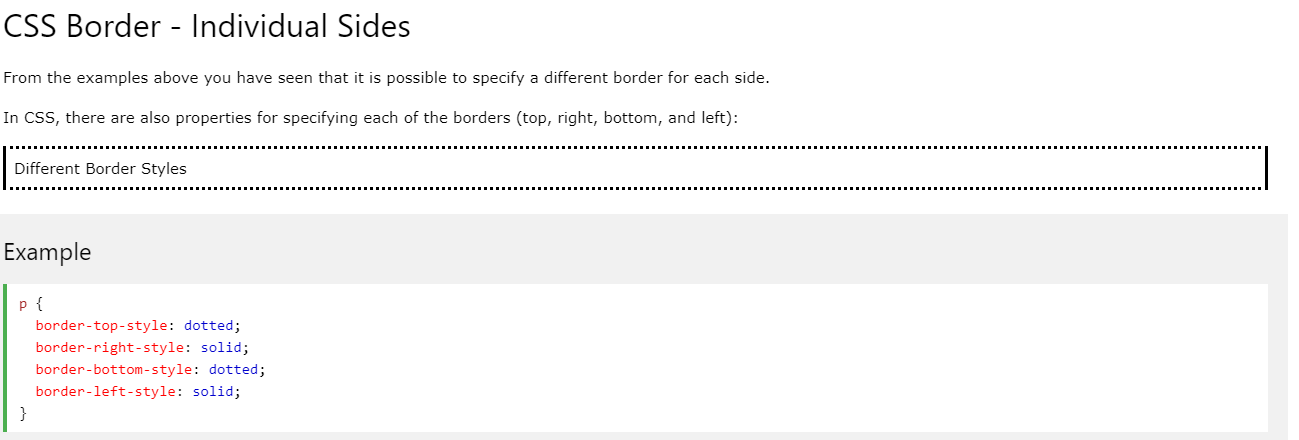 CSS Border - Individual Sides
From the examples above you have seen that it is possible to specify a different border for each side.
In CSS, there are also properties for specifying each of the borders (top, right, bottom, and left):
Different Border Styles
Example
p {
  border-top-style: dotted;
  border-right-style: solid;
  border-bottom-style: dotted;
  border-left-style: solid;
}